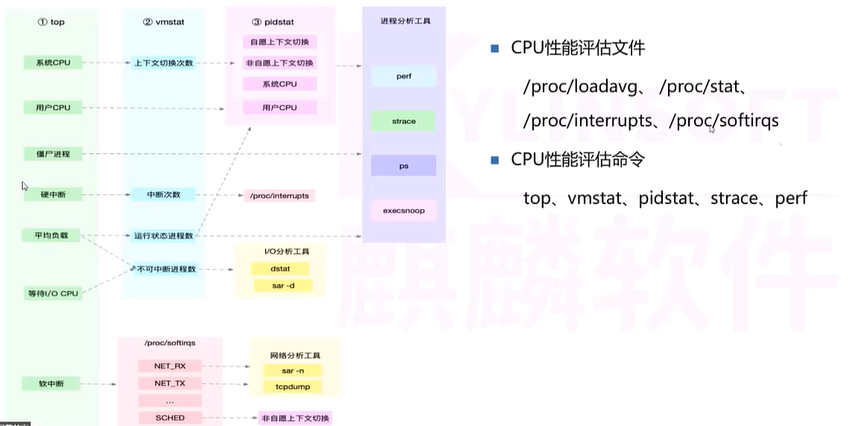 ① top
系统CPU
用户CPU
僵尸进程
硬中断
平均负载
等待I/O CPU
软中断
② vmstat
上下文切换次数
中断次数
运行状态进程数
不可中断进程数
③ pidstat
自愿上下文切换
非自愿上下文切换
系统CPU
用户CPU
/proc/interrupts
I/O分析工具
dstat
sar -d
/proc/softirqs
NET_RX
NET_TX
...
SCHED
网络分析工具
sar -n
tcpdump
非自愿上下文切换
进程分析工具
perf
strace
ps
execsnoop
CPU性能评估文件
/proc/loadavg、 /proc/stat、
/proc/interrupts、/proc/softirqs
CPU性能评估命令
top、vmstat、pidstat、strace、perf
YLINSOFT
麒麟软件